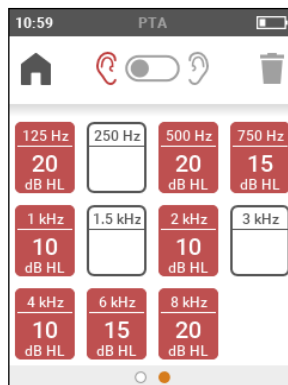 10:59 PTA
125 Hz 250 Hz 500 Hz 750 Hz
20 20 15
dB HL dB HL dB HL
1 kHz 1.5 kHz 2 kHz 3 kHz
10 10
dB HL dB HL
4 kHz 6 kHz 8 kHz
10 15 20
dB HL dB HL dB HL